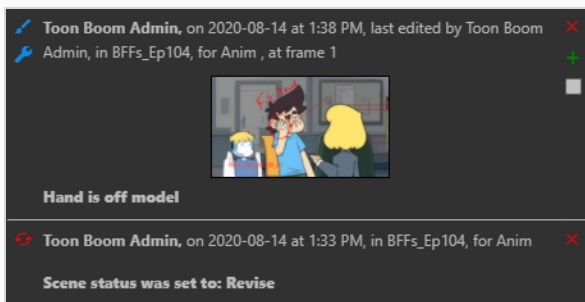 Toon Boom Admin, on 2020-08-14 at 1:38 PM, last edited by Toon Boom
Admin, in BFFs_Ep104, for Anim , at frame 1
Hand is off model
Toon Boom Admin, on 2020-08-14 at 1:33 PM, in BFFs_Ep104, for Anim
Scene status was set to: Revise